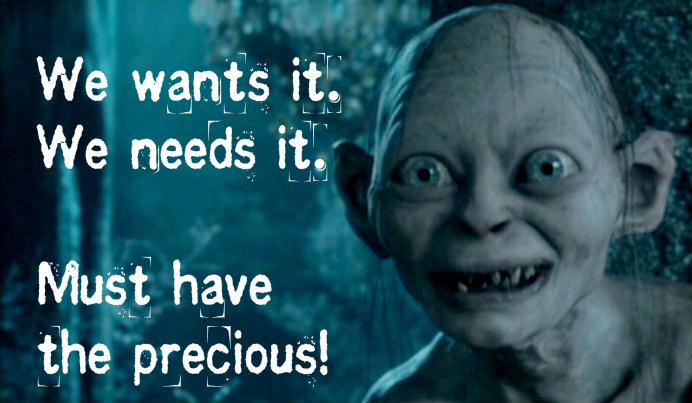 We wants it.
We needs it.
Must have
the precious!